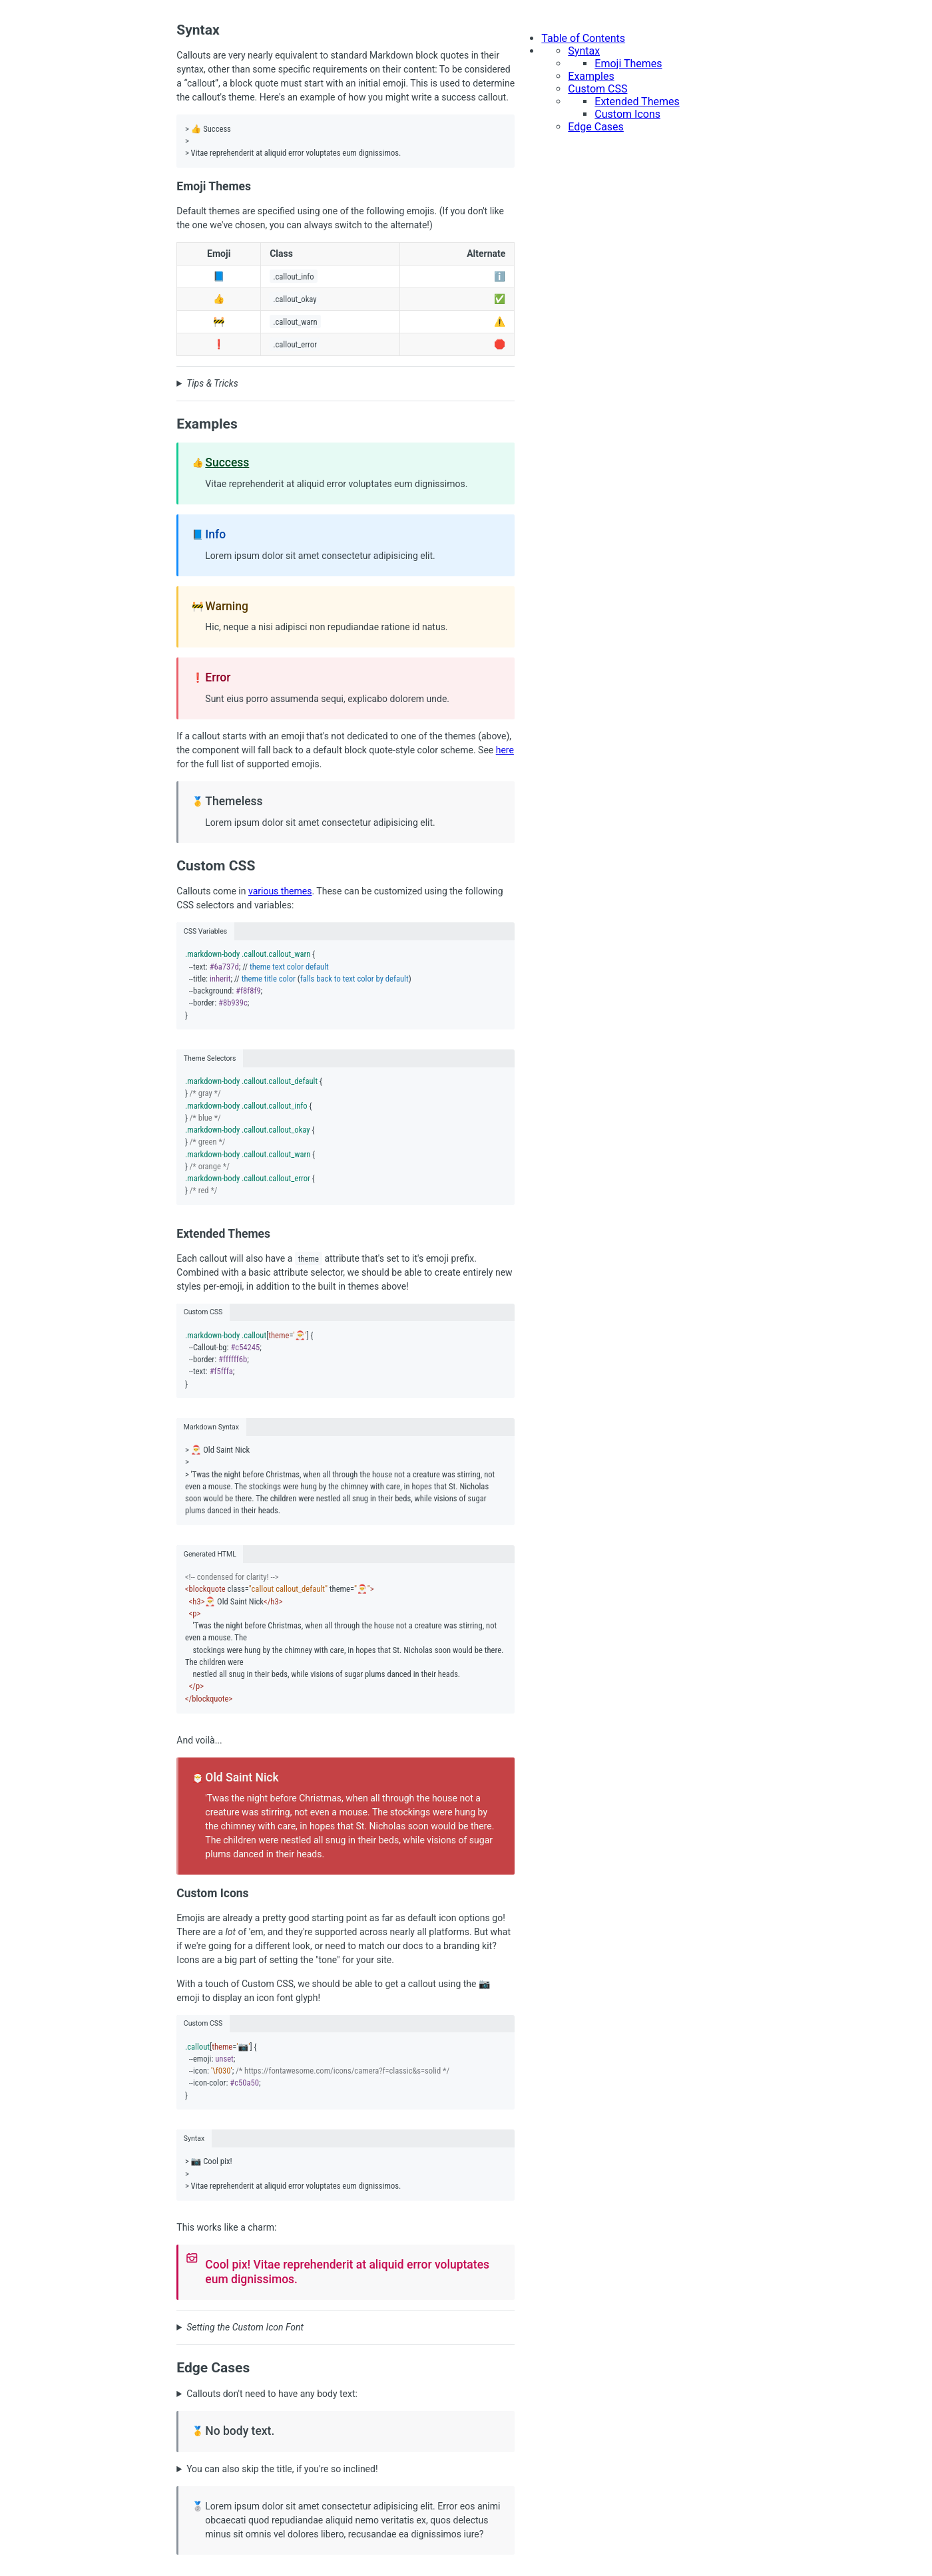 Syntax
Callouts are very nearly equivalent to standard Markdown block quotes in their
syntax, other than some specific requirements on their content: To be considered
a “callout”, a block quote must start with an initial emoji. This is used to determine
the callout's theme. Here's an example of how you might write a success callout.
> 👍 Success
>
> Vitae reprehenderit at aliquid error voluptates eum dignissimos.
Emoji Themes
Default themes are specified using one of the following emojis. (If you don't like
the one we've chosen, you can always switch to the alternate!)
Emoji Class Alternate
📘 .callout_info ℹ️
👍 .callout_okay ✅
🚧 .callout_warn ⚠️
❗ .callout_error 🛑
Tips & Tricks
Examples
👍 Success
Vitae reprehenderit at aliquid error voluptates eum dignissimos.
📘 Info
Lorem ipsum dolor sit amet consectetur adipisicing elit.
🚧 Warning
Hic, neque a nisi adipisci non repudiandae ratione id natus.
❗ Error
Sunt eius porro assumenda sequi, explicabo dolorem unde.
If a callout starts with an emoji that's not dedicated to one of the themes (above),
the component will fall back to a default block quote-style color scheme. See here
for the full list of supported emojis.
🥇 Themeless
Lorem ipsum dolor sit amet consectetur adipisicing elit.
Custom CSS
Callouts come in various themes. These can be customized using the following
CSS selectors and variables:
CSS Variables
.markdown-body .callout.callout_warn {
--text: #6a737d; // theme text color default
--title: inherit; // theme title color (falls back to text color by default)
--background: #f8f8f9;
--border: #8b939c;
}
Theme Selectors
.markdown-body .callout.callout_default {
} /* gray */
.markdown-body .callout.callout_info {
} /* blue */
.markdown-body .callout.callout_okay {
} /* green */
.markdown-body .callout.callout_warn {
} /* orange */
.markdown-body .callout.callout_error {
} /* red */
Extended Themes
Each callout will also have a theme attribute that's set to it's emoji prefix.
Combined with a basic attribute selector, we should be able to create entirely new
styles per-emoji, in addition to the built in themes above!
Custom CSS
.markdown-body .callout[theme='🎅'] {
--Callout-bg: #c54245;
--border: #ffffff6b;
--text: #f5fffa;
}
Markdown Syntax
> 🎅 Old Saint Nick
>
> 'Twas the night before Christmas, when all through the house not a creature was stirring, not
even a mouse. The stockings were hung by the chimney with care, in hopes that St. Nicholas
soon would be there. The children were nestled all snug in their beds, while visions of sugar
plums danced in their heads.
Generated HTML
<!-- condensed for clarity! -->
<blockquote class="callout callout_default" theme="🎅">
<h3>🎅 Old Saint Nick</h3>
<p>
'Twas the night before Christmas, when all through the house not a creature was stirring, not
even a mouse. The
stockings were hung by the chimney with care, in hopes that St. Nicholas soon would be there.
The children were
nestled all snug in their beds, while visions of sugar plums danced in their heads.
</p>
</blockquote>
And voilà...
🎅 Old Saint Nick
'Twas the night before Christmas, when all through the house not a
creature was stirring, not even a mouse. The stockings were hung by
the chimney with care, in hopes that St. Nicholas soon would be there.
The children were nestled all snug in their beds, while visions of sugar
plums danced in their heads.
Custom Icons
Emojis are already a pretty good starting point as far as default icon options go!
There are a lot of 'em, and they're supported across nearly all platforms. But what
if we're going for a different look, or need to match our docs to a branding kit?
Icons are a big part of setting the "tone" for your site.
With a touch of Custom CSS, we should be able to get a callout using the 📷
emoji to display an icon font glyph!
Custom CSS
.callout[theme='📷'] {
--emoji: unset;
--icon: '\f030'; /* https://fontawesome.com/icons/camera?f=classic&s=solid */
--icon-color: #c50a50;
}
Syntax
> 📷 Cool pix!
>
> Vitae reprehenderit at aliquid error voluptates eum dignissimos.
This works like a charm:
Cool pix! Vitae reprehenderit at aliquid error voluptates
eum dignissimos.
Setting the Custom Icon Font
Edge Cases
Callouts don't need to have any body text:
🥇 No body text.
You can also skip the title, if you're so inclined!
🥈 Lorem ipsum dolor sit amet consectetur adipisicing elit. Error eos animi
obcaecati quod repudiandae aliquid nemo veritatis ex, quos delectus
minus sit omnis vel dolores libero, recusandae ea dignissimos iure?
Table of Contents
Syntax
Emoji Themes
Examples
Custom CSS
Extended Themes
Custom Icons
Edge Cases